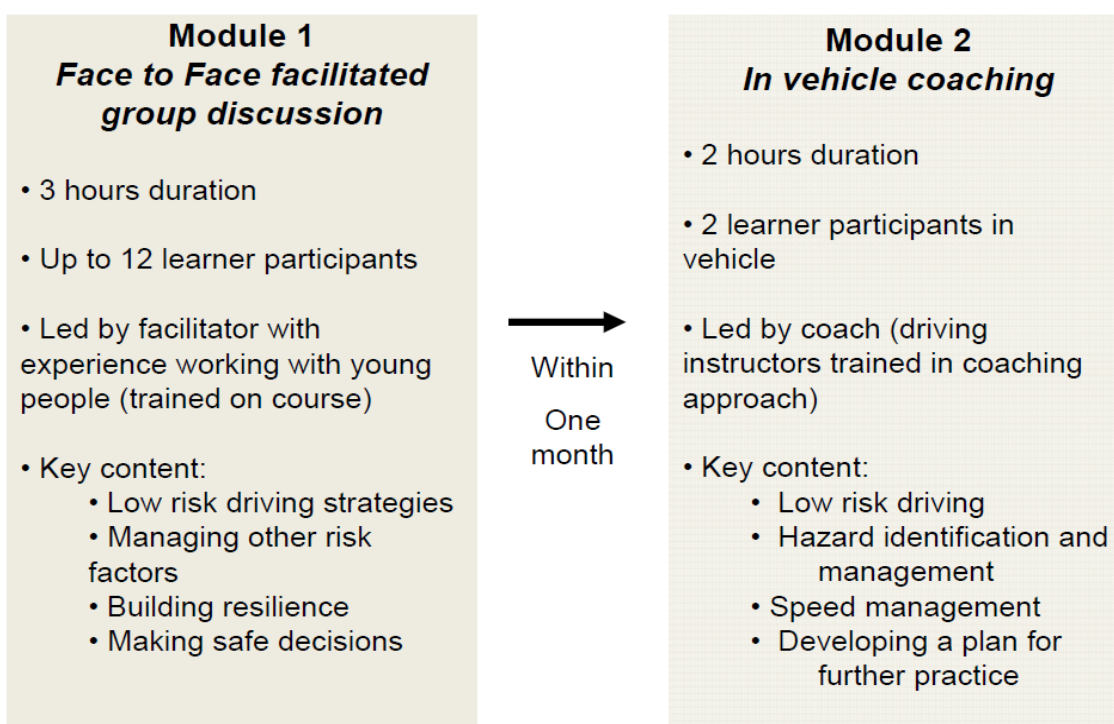 Module 1
Face to Face facilitated
group discussion
• 3 hours duration
• Up to 12 learner participants
• Led by facilitator with
experience working with young
people (trained on course)
• Key content:
• Low risk driving strategies
• Managing other risk
factors
• Building resilience
• Making safe decisions
Within
One
month
Module 2
In vehicle coaching
• 2 hours duration
• 2 learner participants in
vehicle
• Led by coach (driving
instructors trained in coaching
approach)
• Key content:
• Low risk driving
• Hazard identification and
management
• Speed management
• Developing a plan for
further practice